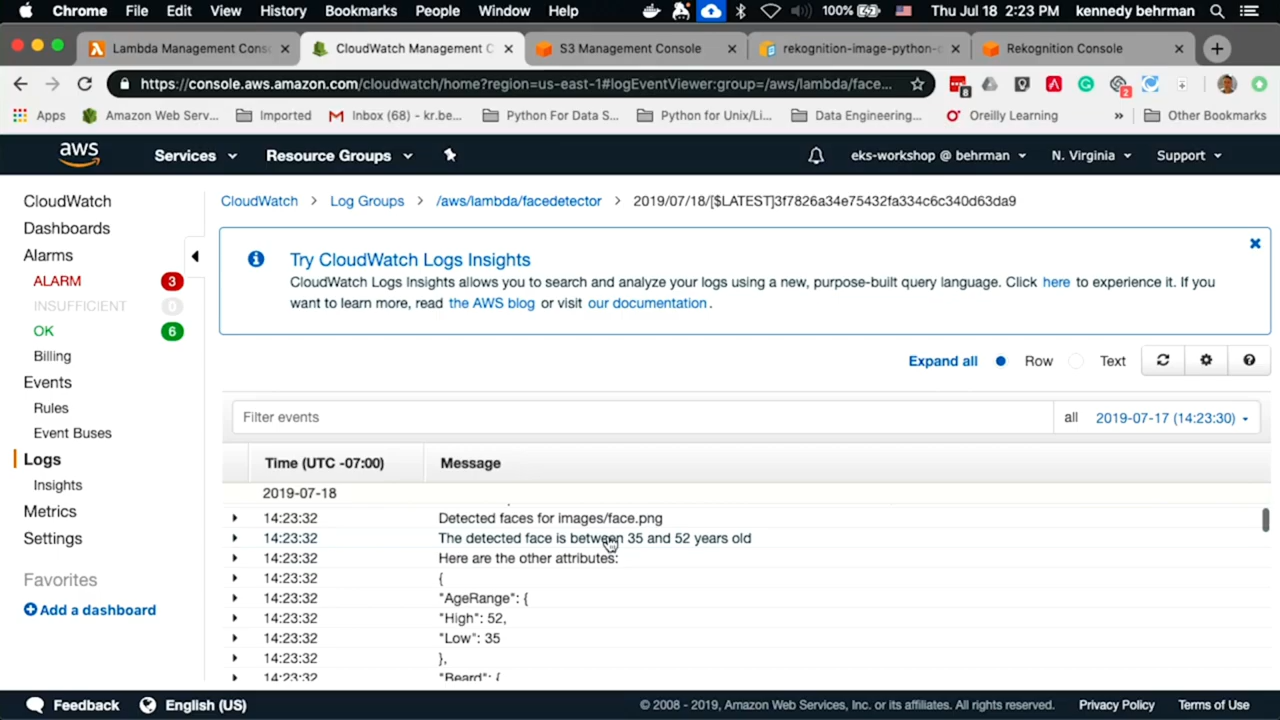 Chrome File Edit View History Bookmarks People Window Help 100% Thu Jul 18 2:23 PM kennedy behrman
Lambda Management Cons CloudWatch Management C S3 Management Console rekognition-image-python- Rekognition Console
https://console.aws.amazon.com/cloudwatch/home?region=us-east-1#logEventViewer:group=/aws/lambda/face... 8 2
Apps Amazon Web Serv... Imported Inbox (68) - kr.be... Python For Data S... Python for Unix/Li... Data Engineering... Oreilly Learning » Other Bookmarks
aws Services Resource Groups eks-workshop @ behrman N. Virginia Support
CloudWatch
Dashboards
Alarms
ALARM 3
INSUFFICIENT 0
OK 6
Billing
Events
Rules
Event Buses
Logs
Insights
Metrics
Settings
Favorites
Add a dashboard
CloudWatch > Log Groups > /aws/lambda/facedetector > 2019/07/18/[$LATEST]3f7826a34e75432fa334c6c340d63da9
Try CloudWatch Logs Insights
CloudWatch Logs Insights allows you to search and analyze your logs using a new, purpose-built query language. Click here to experience it. If you
want to learn more, read the AWS blog or visit our documentation.
Expand all Row Text
Filter events all 2019-07-17 (14:23:30)
Time (UTC -07:00) Message
2019-07-18
14:23:32 Detected faces for images/face.png
14:23:32 The detected face is between 35 and 52 years old
14:23:32 Here are the other attributes:
14:23:32 {
14:23:32 "AgeRange": {
14:23:32 "High": 52,
14:23:32 "Low": 35
14:23:32 },
14:23:32 "Beard": {
Feedback English (US) © 2008 - 2019, Amazon Web Services, Inc. or its affiliates. All rights reserved. Privacy Policy Terms of Use